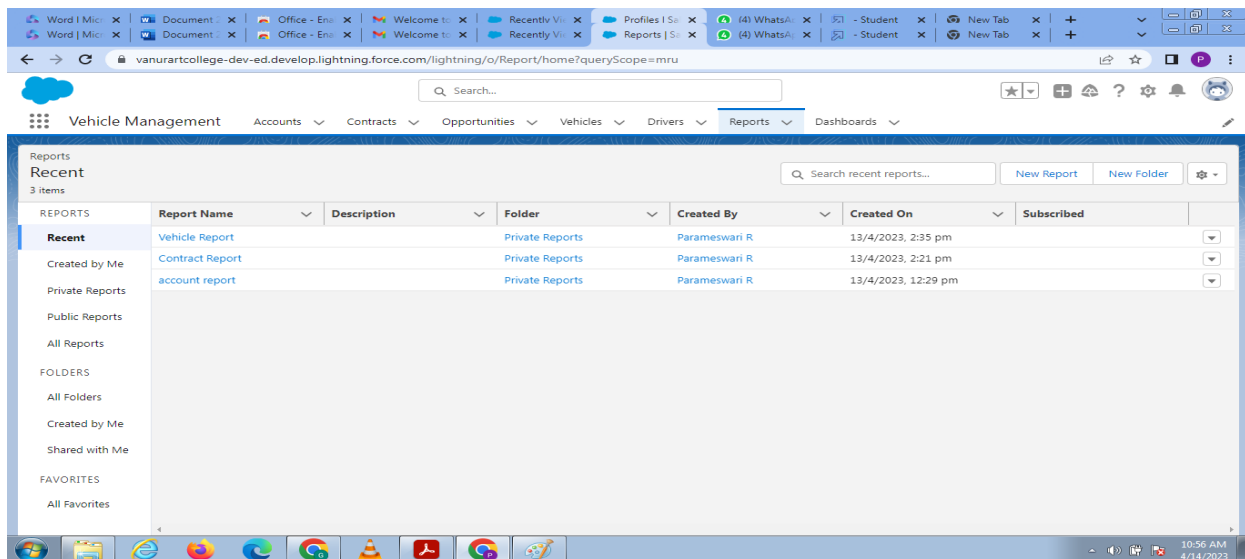 Word I Micr Document Office - Ena Welcome to Recently Vie Profiles I Sa (4) WhatsAp - Student New Tab
Word | Micr Document 2 Office - Ena Welcome to Recently Vie Reports | Sa (4) WhatsAp - Student New Tab
vanurartcollege-dev-ed.develop.lightning.force.com/lightning/o/Report/home?queryScope=mru P
Search...
Vehicle Management Accounts Contracts Opportunities Vehicles Drivers Reports Dashboards
Reports
Recent
3 items
Search recent reports... New Report New Folder
REPORTS Report Name Description Folder Created By Created On Subscribed
Recent Vehicle Report Private Reports Parameswari R 13/4/2023, 2:35 pm
Created by Me Contract Report Private Reports Parameswari R 13/4/2023, 2:21 pm
Private Reports account report Private Reports Parameswari R 13/4/2023, 12:29 pm
Public Reports
All Reports
FOLDERS
All Folders
Created by Me
Shared with Me
FAVORITES
All Favorites
10:56 AM
4/14/2023